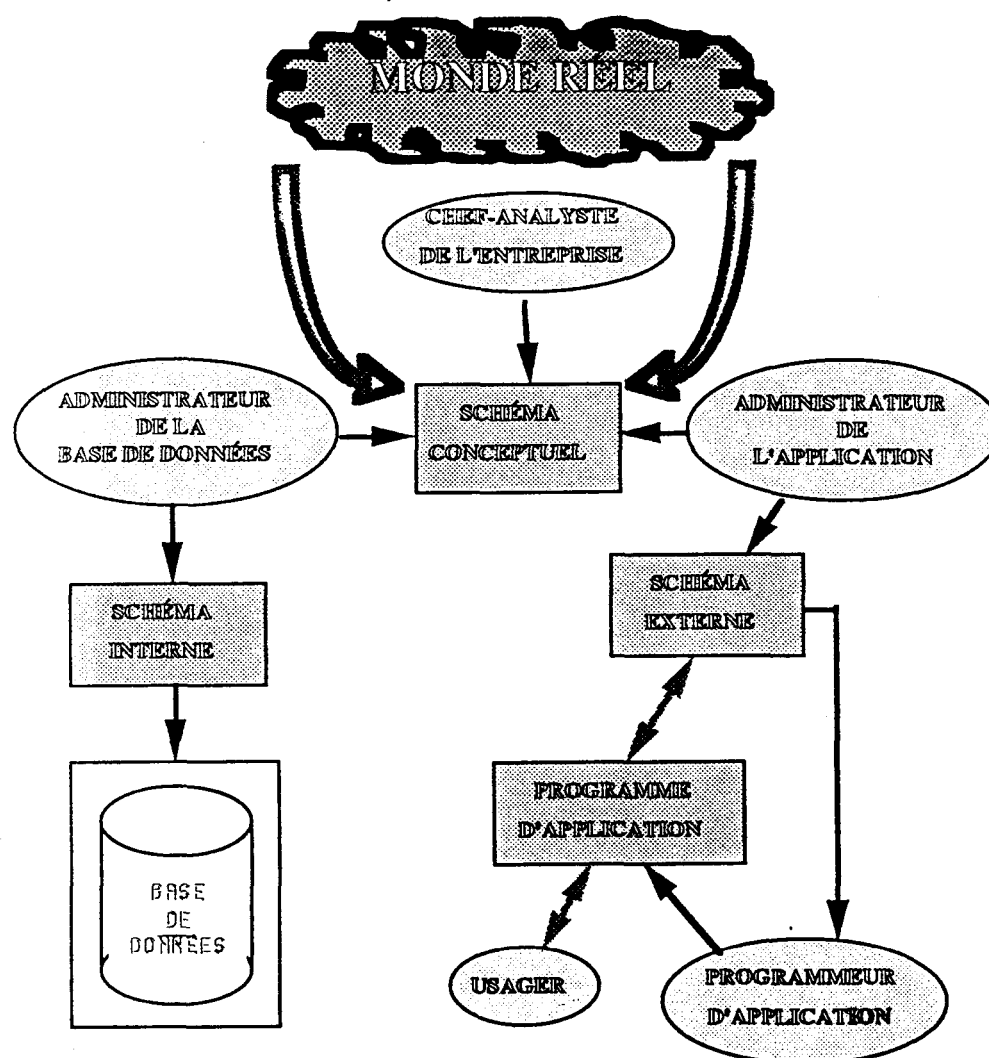 MONDE RÉEL
CHEF-ANALYSTE
DE L'ENTREPRISE
ADMINISTRATEUR
DE LA
BASE DE DONNÉES
SCHÉMA
CONCEPTUEL
ADMINISTRATEUR
DE
L'APPLICATION
SCHÉMA
INTERNE
SCHÉMA
EXTERNE
PROGRAMME
D'APPLICATION
BASE
DE
DONNÉES
USAGER
PROGRAMMEUR
D'APPLICATION